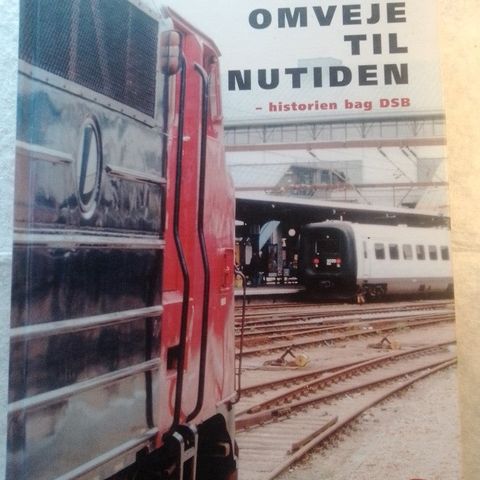 OMVEJE
TIL
NUTIDEN
– historien bag DSB